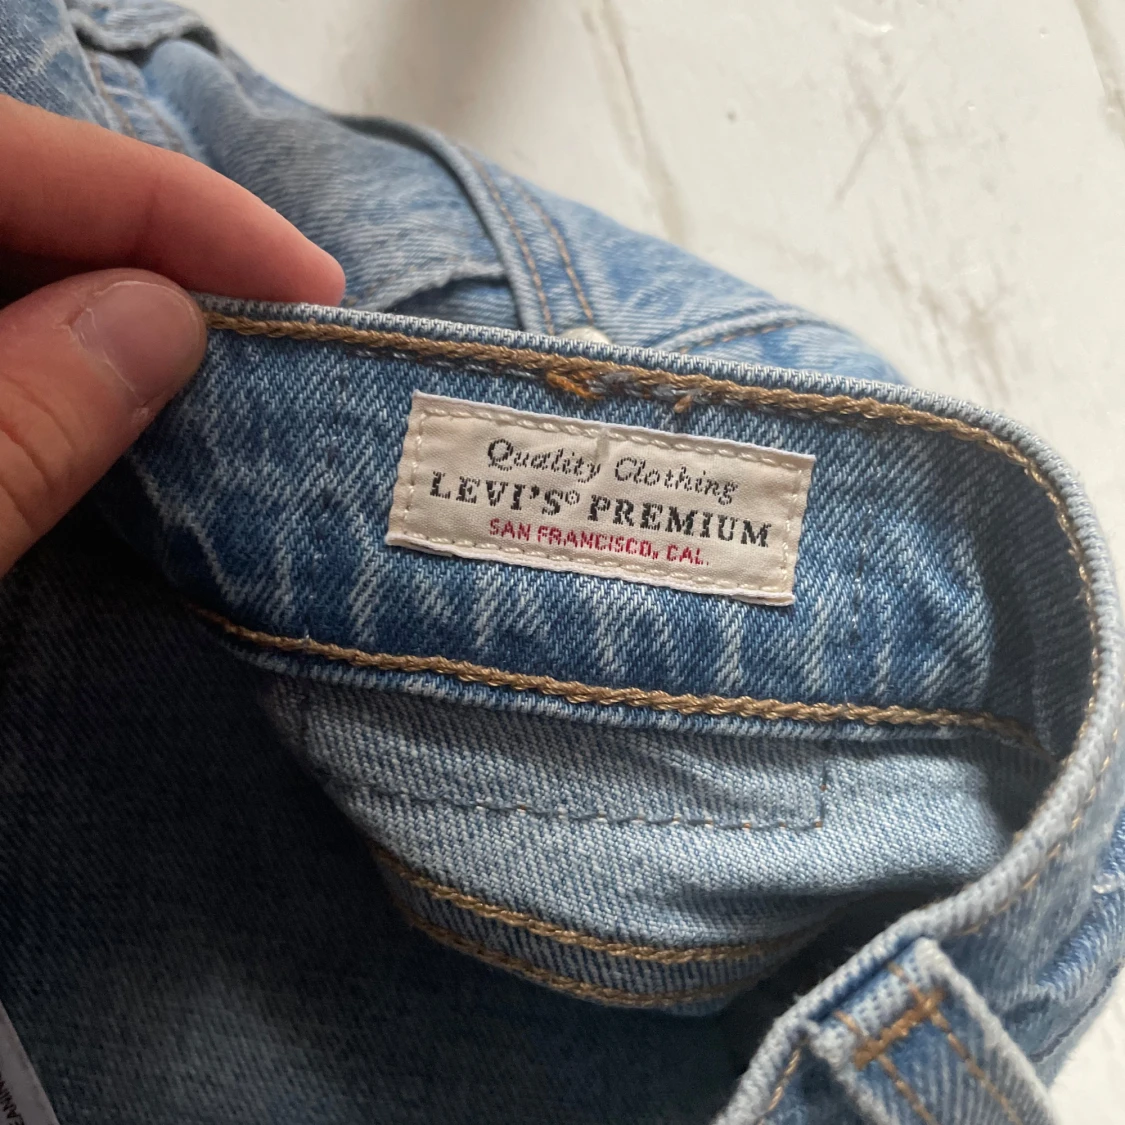 Quality Clothing
LEVI'S® PREMIUM
SAN FRANCISCO, CAL.